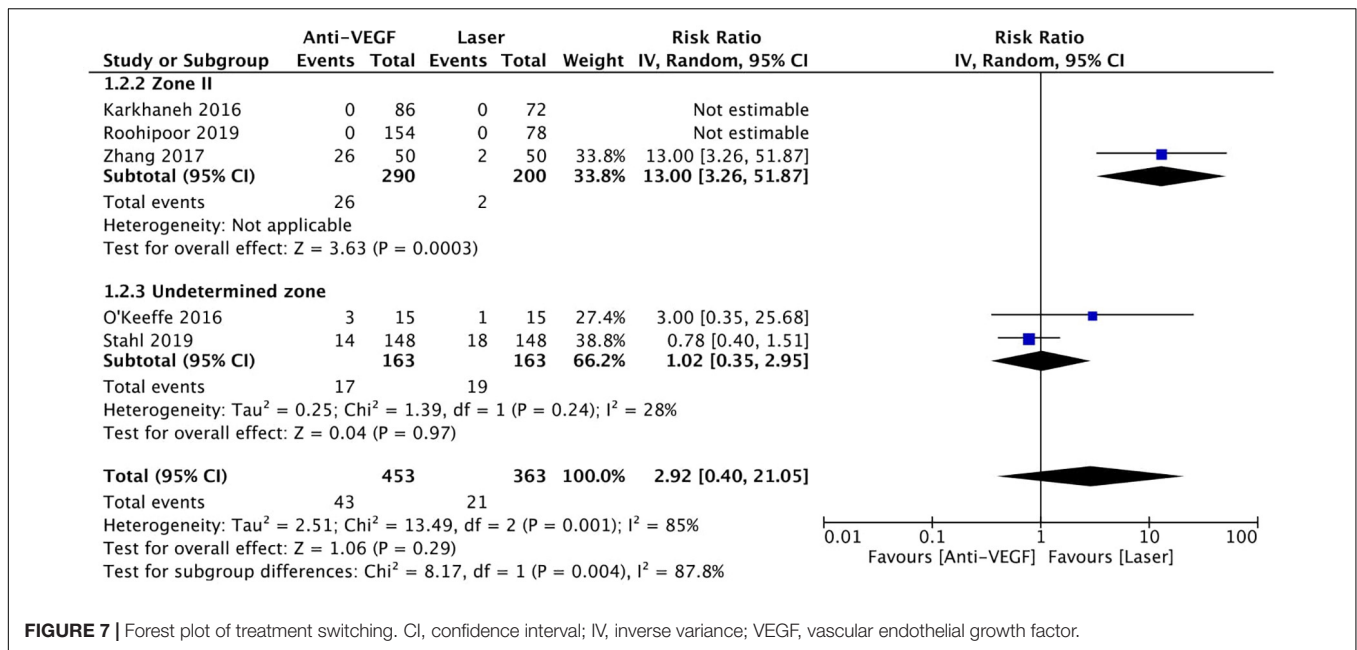 Anti-VEGF Laser Risk Ratio Risk Ratio
Study or Subgroup Events Total Events Total Weight IV, Random, 95% CI IV, Random, 95% CI
1.2.2 Zone II
Karkhaneh 2016 0 86 0 72 Not estimable
Roohipoor 2019 0 154 0 78 Not estimable
Zhang 2017 26 50 2 50 33.8% 13.00 [3.26, 51.87]
Subtotal (95% CI) 290 200 33.8% 13.00 [3.26, 51.87]
Total events 26 2
Heterogeneity: Not applicable
Test for overall effect: Z = 3.63 (P = 0.0003)
1.2.3 Undetermined zone
O'Keeffe 2016 3 15 1 15 27.4% 3.00 [0.35, 25.68]
Stahl 2019 14 148 18 148 38.8% 0.78 [0.40, 1.51]
Subtotal (95% CI) 163 163 66.2% 1.02 [0.35, 2.95]
Total events 17 19
Heterogeneity: Tau² = 0.25; Chi² = 1.39, df = 1 (P = 0.24); I² = 28%
Test for overall effect: Z = 0.04 (P = 0.97)
Total (95% CI) 453 363 100.0% 2.92 [0.40, 21.05]
Total events 43 21
Heterogeneity: Tau² = 2.51; Chi² = 13.49, df = 2 (P = 0.001); I² = 85%
Test for overall effect: Z = 1.06 (P = 0.29)
Test for subgroup differences: Chi² = 8.17, df = 1 (P = 0.004), I² = 87.8%
0.01 0.1 1 10 100
Favours [Anti-VEGF] Favours [Laser]
FIGURE 7 | Forest plot of treatment switching. CI, confidence interval; IV, inverse variance; VEGF, vascular endothelial growth factor.